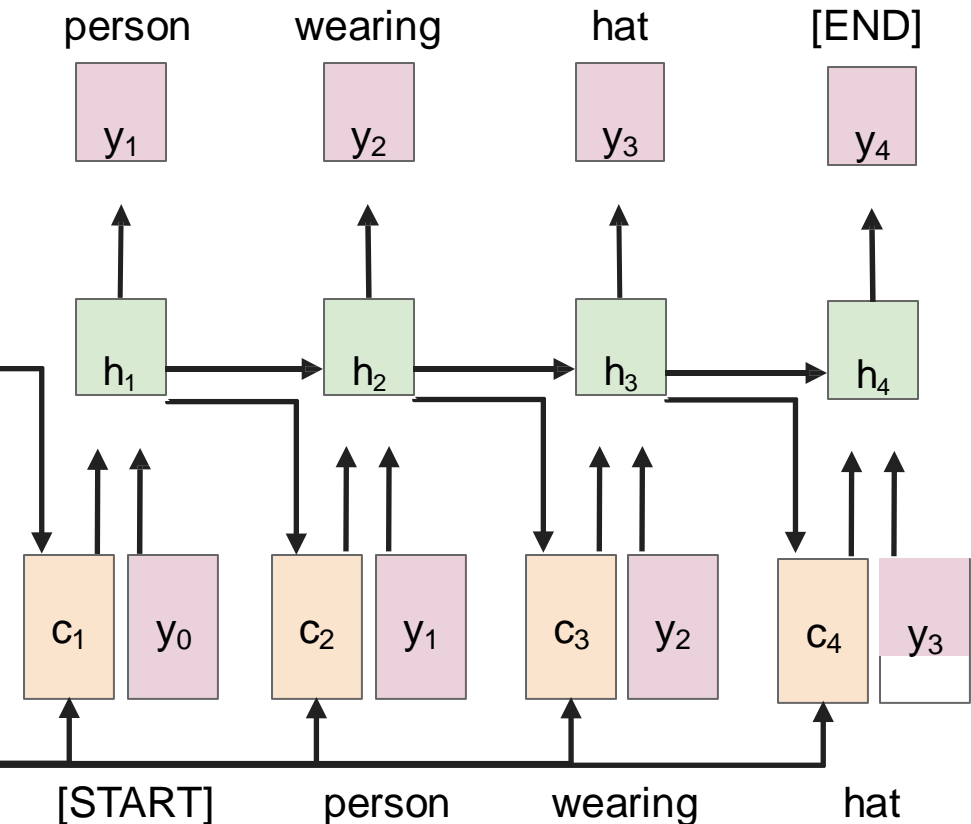 person wearing hat [END]
y₁ y₂ y₃ y₄
h₁ h₂ h₃ h₄
c₁ y₀ c₂ y₁ c₃ y₂ c₄ y₃
[START] person wearing hat